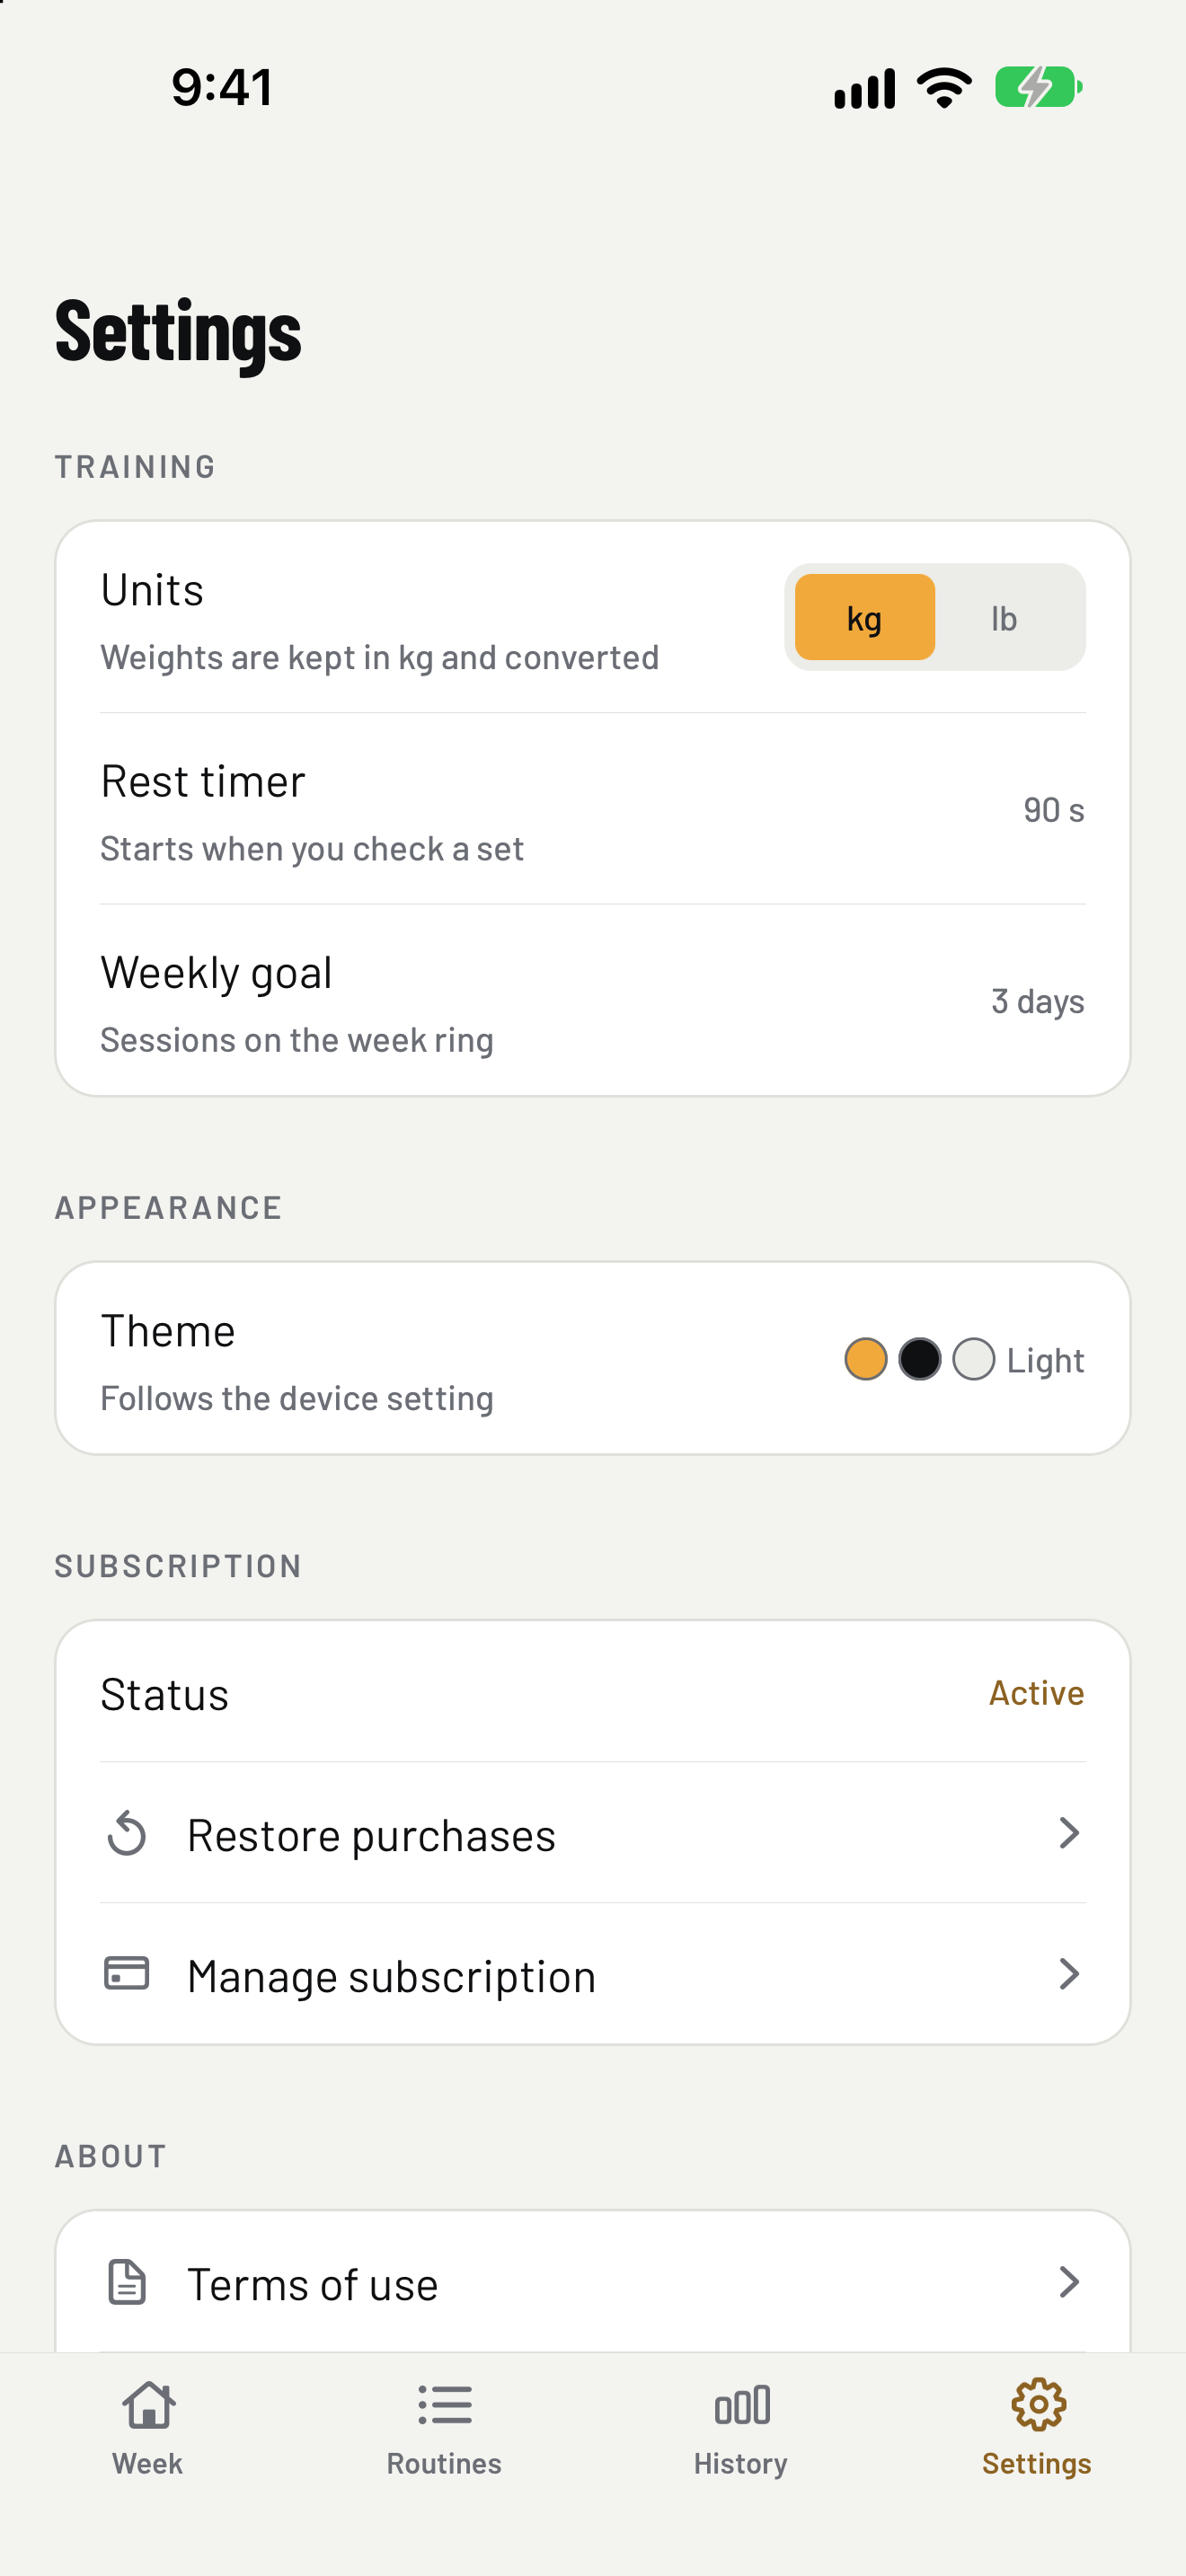 9:41
Settings
TRAINING
Units
Weights are kept in kg and converted
kg
lb
Rest timer
Starts when you check a set
90 s
Weekly goal
Sessions on the week ring
3 days
APPEARANCE
Theme
Follows the device setting
Light
SUBSCRIPTION
Status
Active
Restore purchases
Manage subscription
ABOUT
Terms of use
Week
Routines
History
Settings